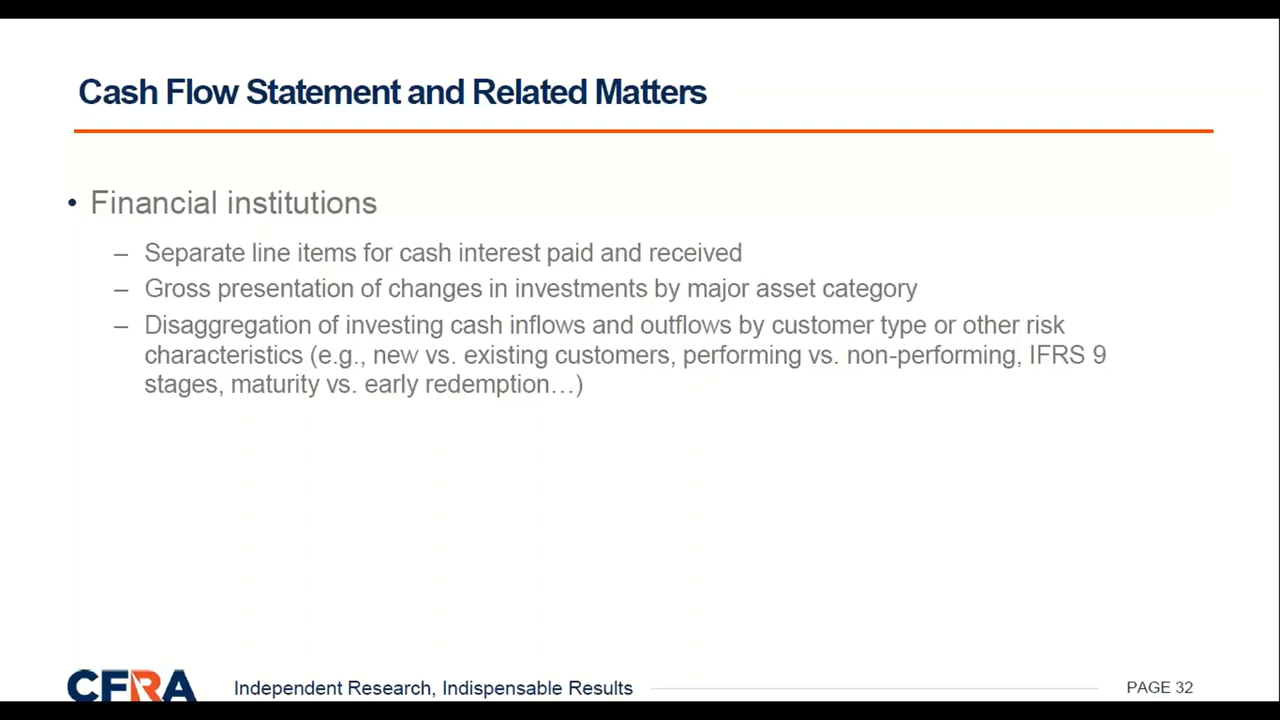 Cash Flow Statement and Related Matters
• Financial institutions
– Separate line items for cash interest paid and received
– Gross presentation of changes in investments by major asset category
– Disaggregation of investing cash inflows and outflows by customer type or other risk
characteristics (e.g., new vs. existing customers, performing vs. non-performing, IFRS 9
stages, maturity vs. early redemption…)
CFRA Independent Research, Indispensable Results PAGE 32